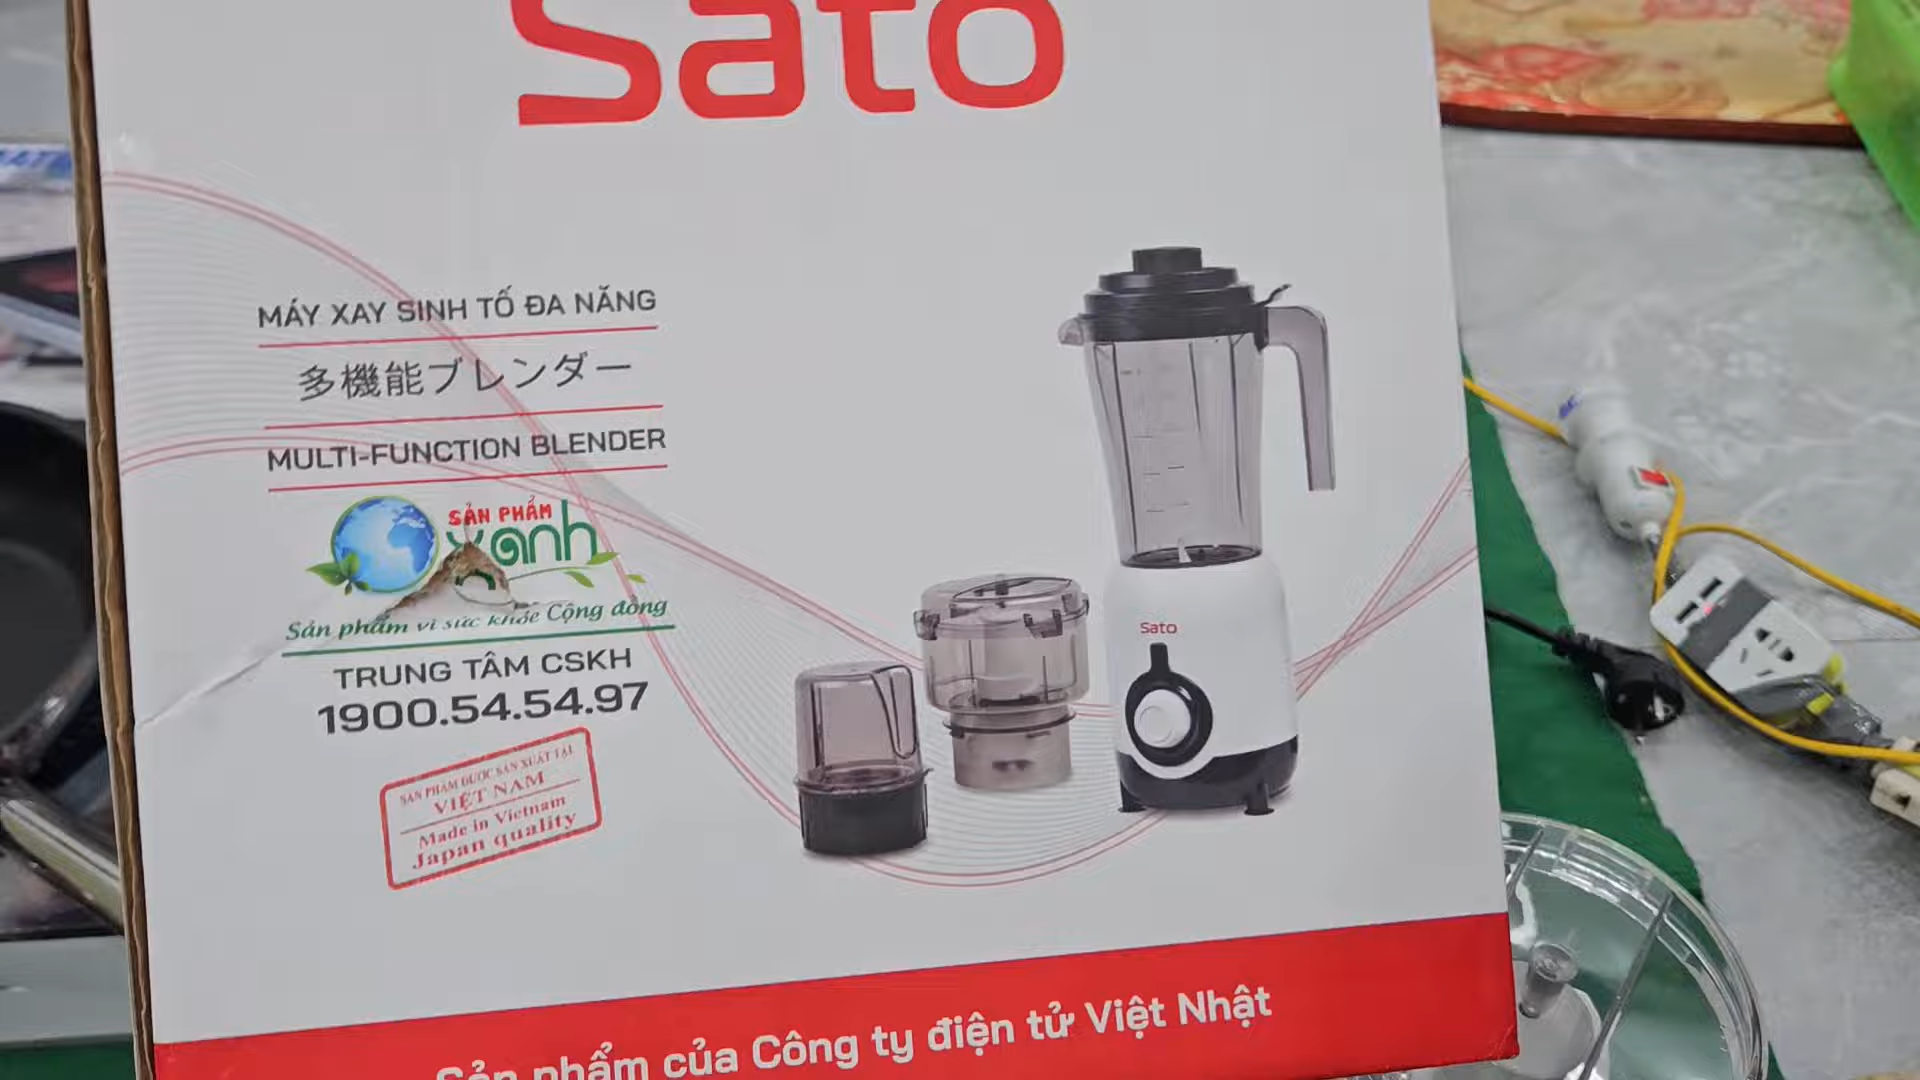 Sato
MÁY XAY SINH TỐ ĐA NĂNG
多機能ブレンダー
MULTI-FUNCTION BLENDER
SẢN PHẨM
xanh
Sản phẩm vì sức khỏe Cộng đồng
TRUNG TÂM CSKH
1900.54.54.97
SẢN PHẨM ĐƯỢC SẢN XUẤT TẠI
VIỆT NAM
Made in Vietnam
Japan quality
Sato
Sản phẩm của Công ty điện tử Việt Nhật